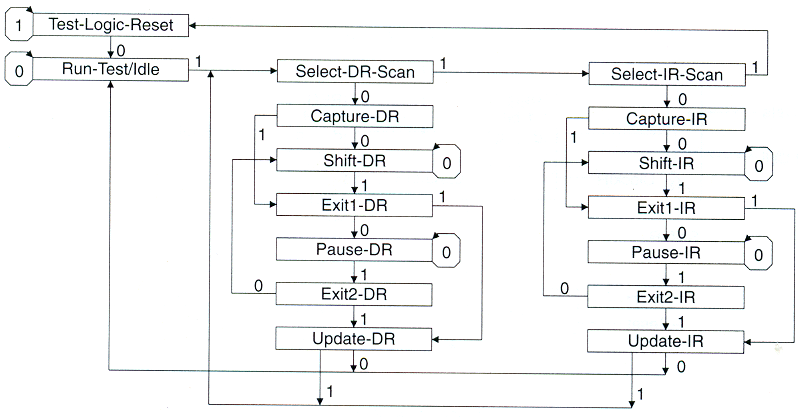 1 Test-Logic-Reset
0
0 Run-Test/Idle 1 Select-DR-Scan 1 Select-IR-Scan 1
0 0
Capture-DR Capture-IR
1 0 1 0
Shift-DR 0 Shift-IR 0
1 1
Exit1-DR 1 Exit1-IR 1
0 0
Pause-DR 0 Pause-IR 0
1 1
0 Exit2-DR 0 Exit2-IR
1 1
Update-DR Update-IR
0 0
1 1